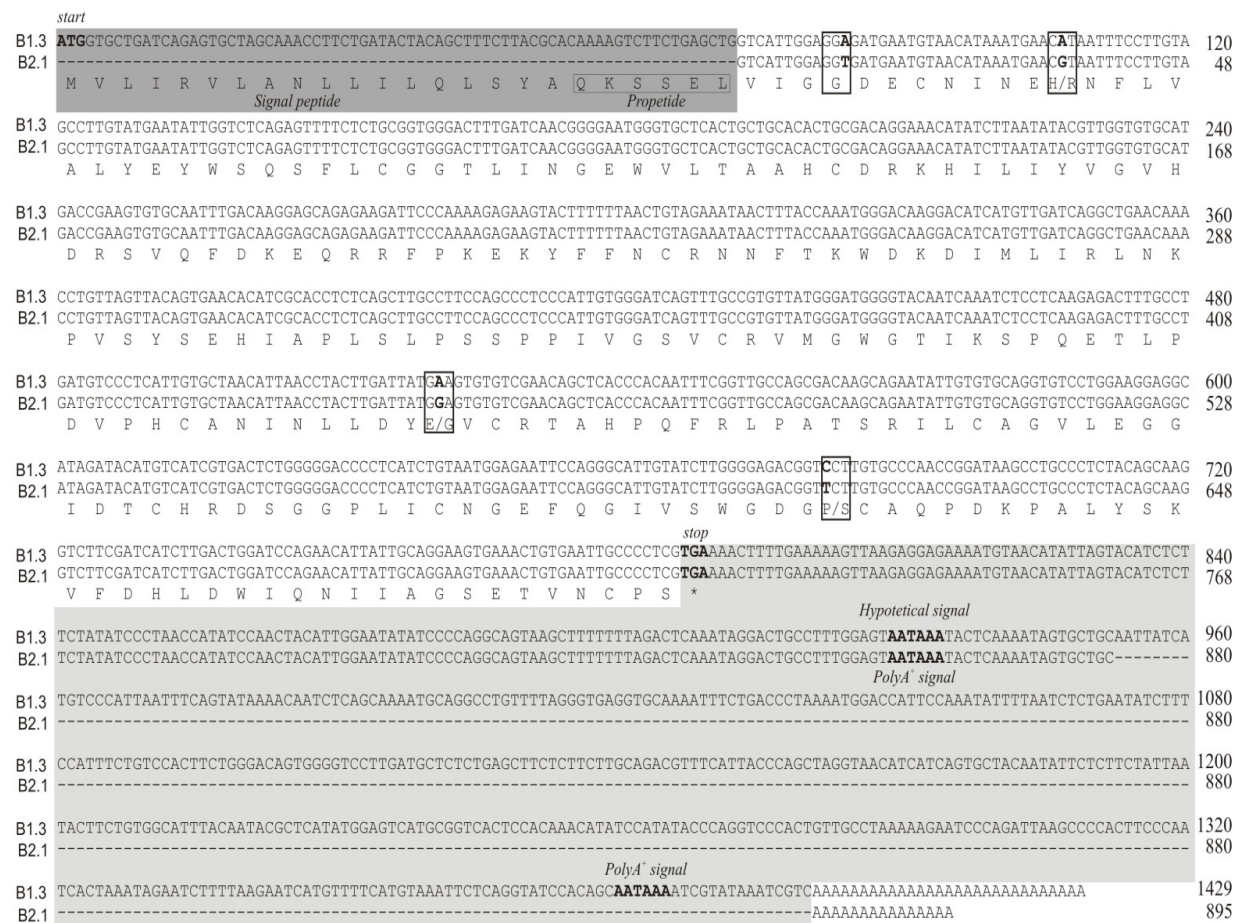 start
B1.3 ATGGTGCTGATCAGAGTGCTAGCAAACCTTCTGATACTACAGCTTTCTTACGCACAAAAGTCTTCTGAGCTGGTCATTGGAGGAGATGAATGTAACATAAATGAACATAATTTCCTTGTA 120
B2.1 ------------------------------------------------------------------------GTCATTGGAGGTGATGAATGTAACATAAATGAACGTAATTTCCTTGTA 48
M V L I R V L A N L L I L Q L S Y A Q K S S E L V I G G D E C N I N E H/R N F L V
Signal peptide Propetide
B1.3 GCCTTGTATGAATATTGGTCTCAGAGTTTTCTCTGCGGTGGGACTTTGATCAACGGGGAATGGGTGCTCACTGCTGCACACTGCGACAGGAAACATATCTTAATATACGTTGGTGTGCAT 240
B2.1 GCCTTGTATGAATATTGGTCTCAGAGTTTTCTCTGCGGTGGGACTTTGATCAACGGGGAATGGGTGCTCACTGCTGCACACTGCGACAGGAAACATATCTTAATATACGTTGGTGTGCAT 168
A L Y E Y W S Q S F L C G G T L I N G E W V L T A A H C D R K H I L I Y V G V H
B1.3 GACCGAAGTGTGCAATTTGACAAGGAGCAGAGAAGATTCCCAAAAGAGAAGTACTTTTTTAACTGTAGAAATAACTTTACCAAATGGGACAAGGACATCATGTTGATCAGGCTGAACAAA 360
B2.1 GACCGAAGTGTGCAATTTGACAAGGAGCAGAGAAGATTCCCAAAAGAGAAGTACTTTTTTAACTGTAGAAATAACTTTACCAAATGGGACAAGGACATCATGTTGATCAGGCTGAACAAA 288
D R S V Q F D K E Q R R F P K E K Y F F N C R N N F T K W D K D I M L I R L N K
B1.3 CCTGTTAGTTACAGTGAACACATCGCACCTCTCAGCTTGCCTTCCAGCCCTCCCATTGTGGGATCAGTTTGCCGTGTTATGGGATGGGGTACAATCAAATCTCCTCAAGAGACTTTGCCT 480
B2.1 CCTGTTAGTTACAGTGAACACATCGCACCTCTCAGCTTGCCTTCCAGCCCTCCCATTGTGGGATCAGTTTGCCGTGTTATGGGATGGGGTACAATCAAATCTCCTCAAGAGACTTTGCCT 408
P V S Y S E H I A P L S L P S S P P I V G S V C R V M G W G T I K S P Q E T L P
B1.3 GATGTCCCTCATTGTGCTAACATTAACCTACTTGATTATGAAGTGTGTCGAACAGCTCACCCACAATTTCGGTTGCCAGCGACAAGCAGAATATTGTGTGCAGGTGTCCTGGAAGGAGGC 600
B2.1 GATGTCCCTCATTGTGCTAACATTAACCTACTTGATTATGGAGTGTGTCGAACAGCTCACCCACAATTTCGGTTGCCAGCGACAAGCAGAATATTGTGTGCAGGTGTCCTGGAAGGAGGC 528
D V P H C A N I N L L D Y E/G V C R T A H P Q F R L P A T S R I L C A G V L E G G
B1.3 ATAGATACATGTCATCGTGACTCTGGGGGACCCCTCATCTGTAATGGAGAATTCCAGGGCATTGTATCTTGGGGAGACGGTCCTTGTGCCCAACCGGATAAGCCTGCCCTCTACAGCAAG 720
B2.1 ATAGATACATGTCATCGTGACTCTGGGGGACCCCTCATCTGTAATGGAGAATTCCAGGGCATTGTATCTTGGGGAGACGGTTCTTGTGCCCAACCGGATAAGCCTGCCCTCTACAGCAAG 648
I D T C H R D S G G P L I C N G E F Q G I V S W G D G P/S C A Q P D K P A L Y S K
stop
B1.3 GTCTTCGATCATCTTGACTGGATCCAGAACATTATTGCAGGAAGTGAAACTGTGAATTGCCCCTCGTGAAAACTTTTGAAAAAGTTAAGAGGAGAAAATGTAACATATTAGTACATCTCT 840
B2.1 GTCTTCGATCATCTTGACTGGATCCAGAACATTATTGCAGGAAGTGAAACTGTGAATTGCCCCTCGTGAAAACTTTTGAAAAAGTTAAGAGGAGAAAATGTAACATATTAGTACATCTCT 768
V F D H L D W I Q N I I A G S E T V N C P S *
Hypotetical signal
B1.3 TCTATATCCCTAACCATATCCAACTACATTGGAATATATCCCCAGGCAGTAAGCTTTTTTTAGACTCAAATAGGACTGCCTTTGGAGTAATAAATACTCAAAATAGTGCTGCAATTATCA 960
B2.1 TCTATATCCCTAACCATATCCAACTACATTGGAATATATCCCCAGGCAGTAAGCTTTTTTTAGACTCAAATAGGACTGCCTTTGGAGTAATAAATACTCAAAATAGTGCTGC-------- 880
PolyA+ signal
B1.3 TGTCCCATTAATTTCAGTATAAAACAATCTCAGCAAAATGCAGGCCTGTTTTAGGGTGAGGTGCAAAATTTCTGACCCTAAAATGGACCATTCCAAATATTTTAATCTCTGAATATCTTT 1080
B2.1 ------------------------------------------------------------------------------------------------------------------------ 880
B1.3 CCATTTCTGTCCACTTCTGGGACAGTGGGGTCCTTGATGCTCTCTGAGCTTCTCTTCTTGCAGACGTTTCATTACCCAGCTAGGTAACATCATCAGTGCTACAATATTCTCTTCTATTAA 1200
B2.1 ------------------------------------------------------------------------------------------------------------------------ 880
B1.3 TACTTCTGTGGCATTTACAATACGCTCATATGGAGTCATGCGGTCACTCCACAAACATATCCATATACCCAGGTCCCACTGTTGCCTAAAAAGAATCCCAGATTAAGCCCCACTTCCCAA 1320
B2.1 ------------------------------------------------------------------------------------------------------------------------ 880
PolyA+ signal
B1.3 TCACTAAATAGAATCTTTTAAGAATCATGTTTTCATGTAAATTCTCAGGTATCCACAGCAATAAAATCGTATAAATCGTCAAAAAAAAAAAAAAAAAAAAAAAAAAAAA 1429
B2.1 --------------------------------------------------------------------------------AAAAAAAAAAAAAAA 895